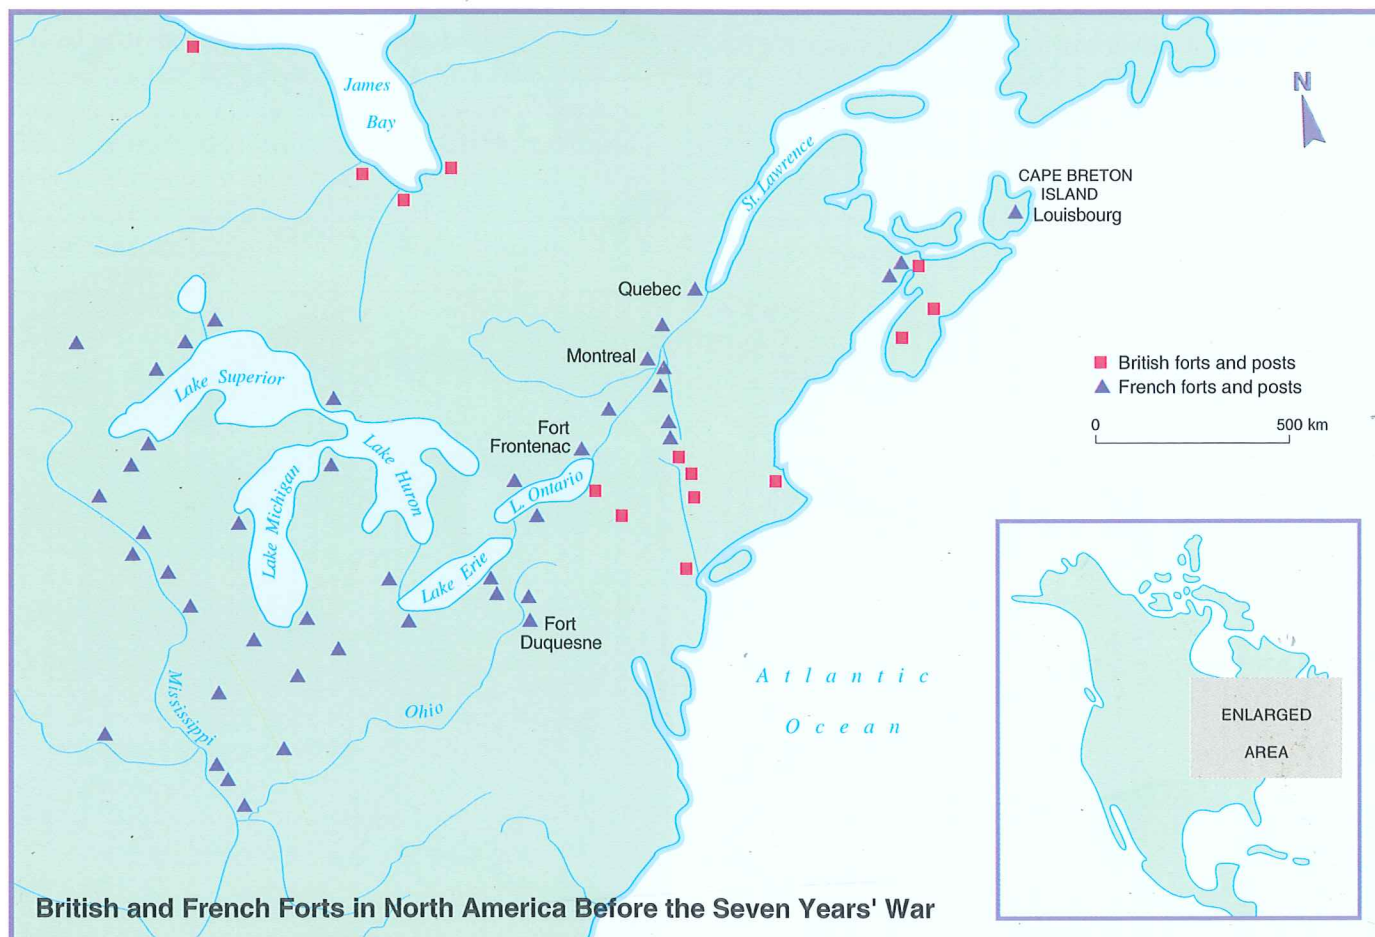 James
Bay
N
St. Lawrence
CAPE BRETON
ISLAND
Louisbourg
Quebec
Montreal
British forts and posts
French forts and posts
Lake Superior
0 500 km
Fort
Frontenac
Lake Huron
L. Ontario
Lake Michigan
Lake Erie
Fort
Duquesne
Atlantic
Ocean
Mississippi
Ohio
ENLARGED
AREA
British and French Forts in North America Before the Seven Years' War